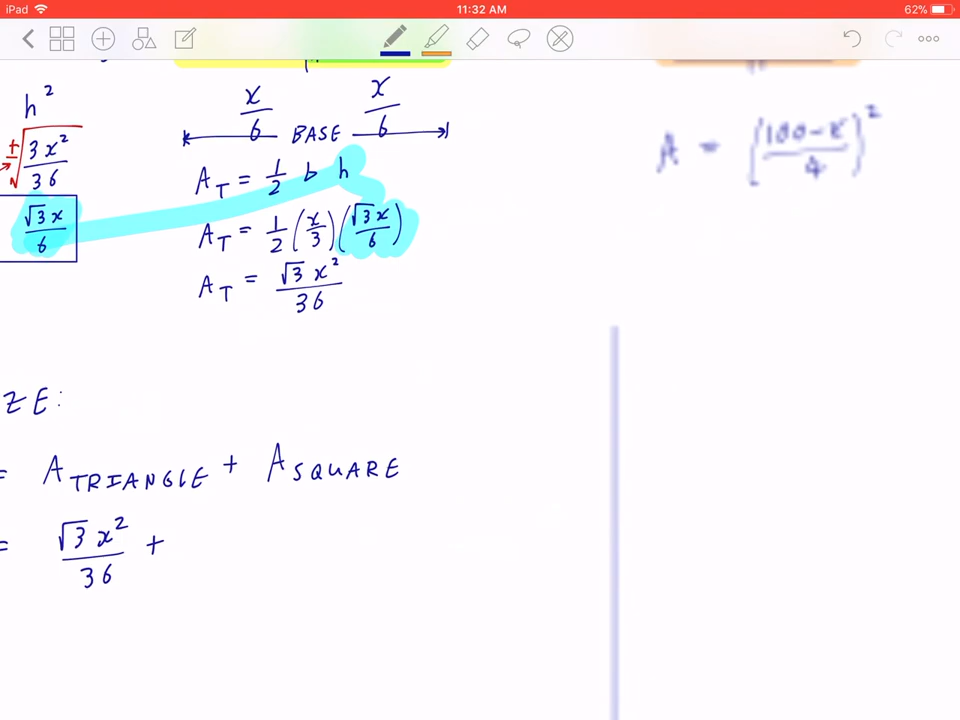 iPad 11:32 AM 62%
h²
± √(3x²/36)
√3x/6
x/6 x/6
BASE
A_T = 1/2 b h
A_T = 1/2 (x/3)(√3x/6)
A_T = √3x²/36
A = ((100-x)/4)²
ZE:
= A_TRIANGLE + A_SQUARE
= √3x²/36 +